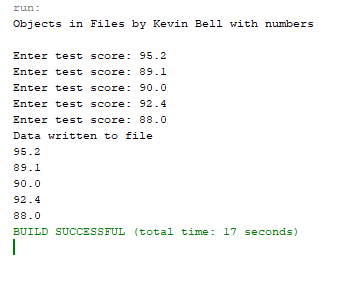 run:
Objects in Files by Kevin Bell with numbers
Enter test score: 95.2
Enter test score: 89.1
Enter test score: 90.0
Enter test score: 92.4
Enter test score: 88.0
Data written to file
95.2
89.1
90.0
92.4
88.0
BUILD SUCCESSFUL (total time: 17 seconds)